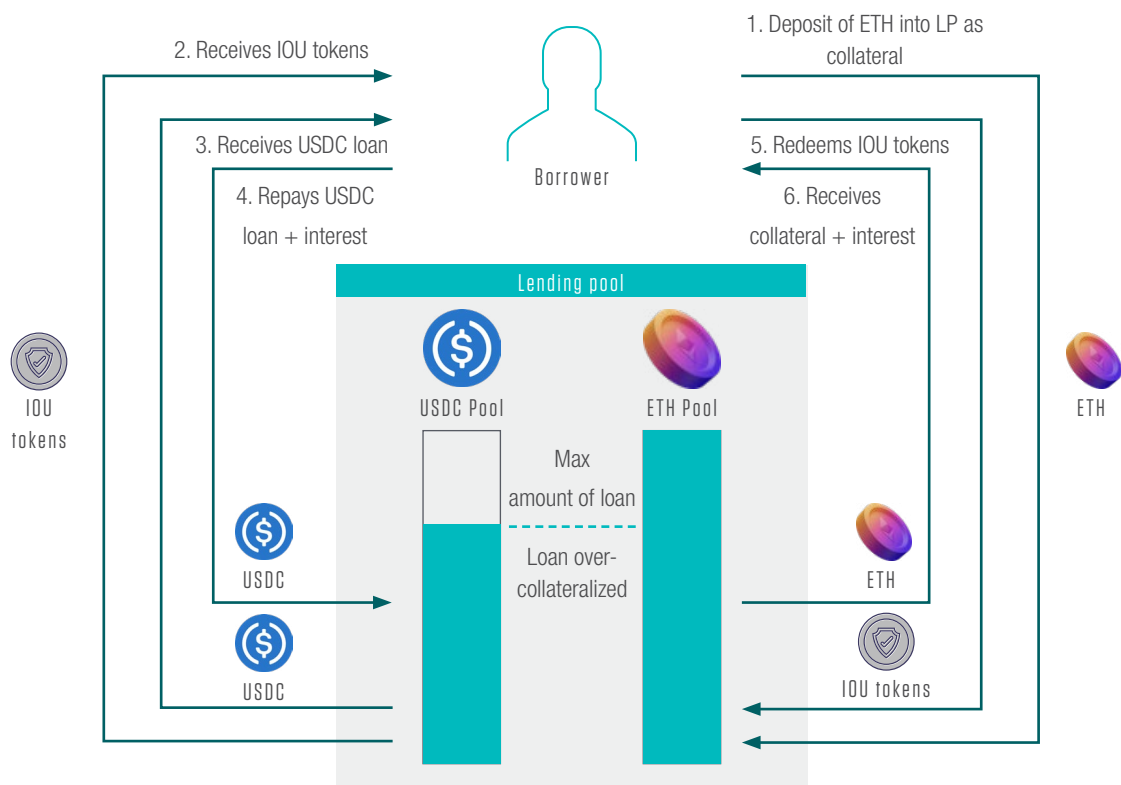 1. Deposit of ETH into LP as
collateral
2. Receives IOU tokens
3. Receives USDC loan
4. Repays USDC
loan + interest
Borrower
5. Redeems IOU tokens
6. Receives
collateral + interest
Lending pool
IOU
tokens
USDC Pool
ETH Pool
ETH
Max
amount of loan
Loan over-
collateralized
USDC
USDC
ETH
IOU tokens